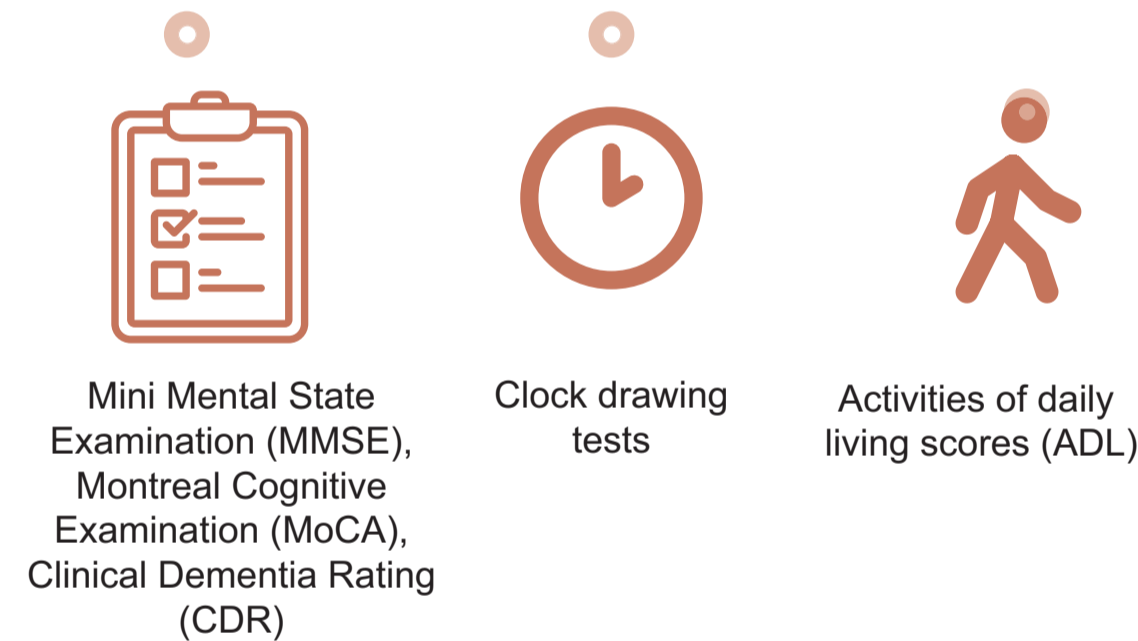 Mini Mental State
Examination (MMSE),
Montreal Cognitive
Examination (MoCA),
Clinical Dementia Rating
(CDR)
Clock drawing
tests
Activities of daily
living scores (ADL)